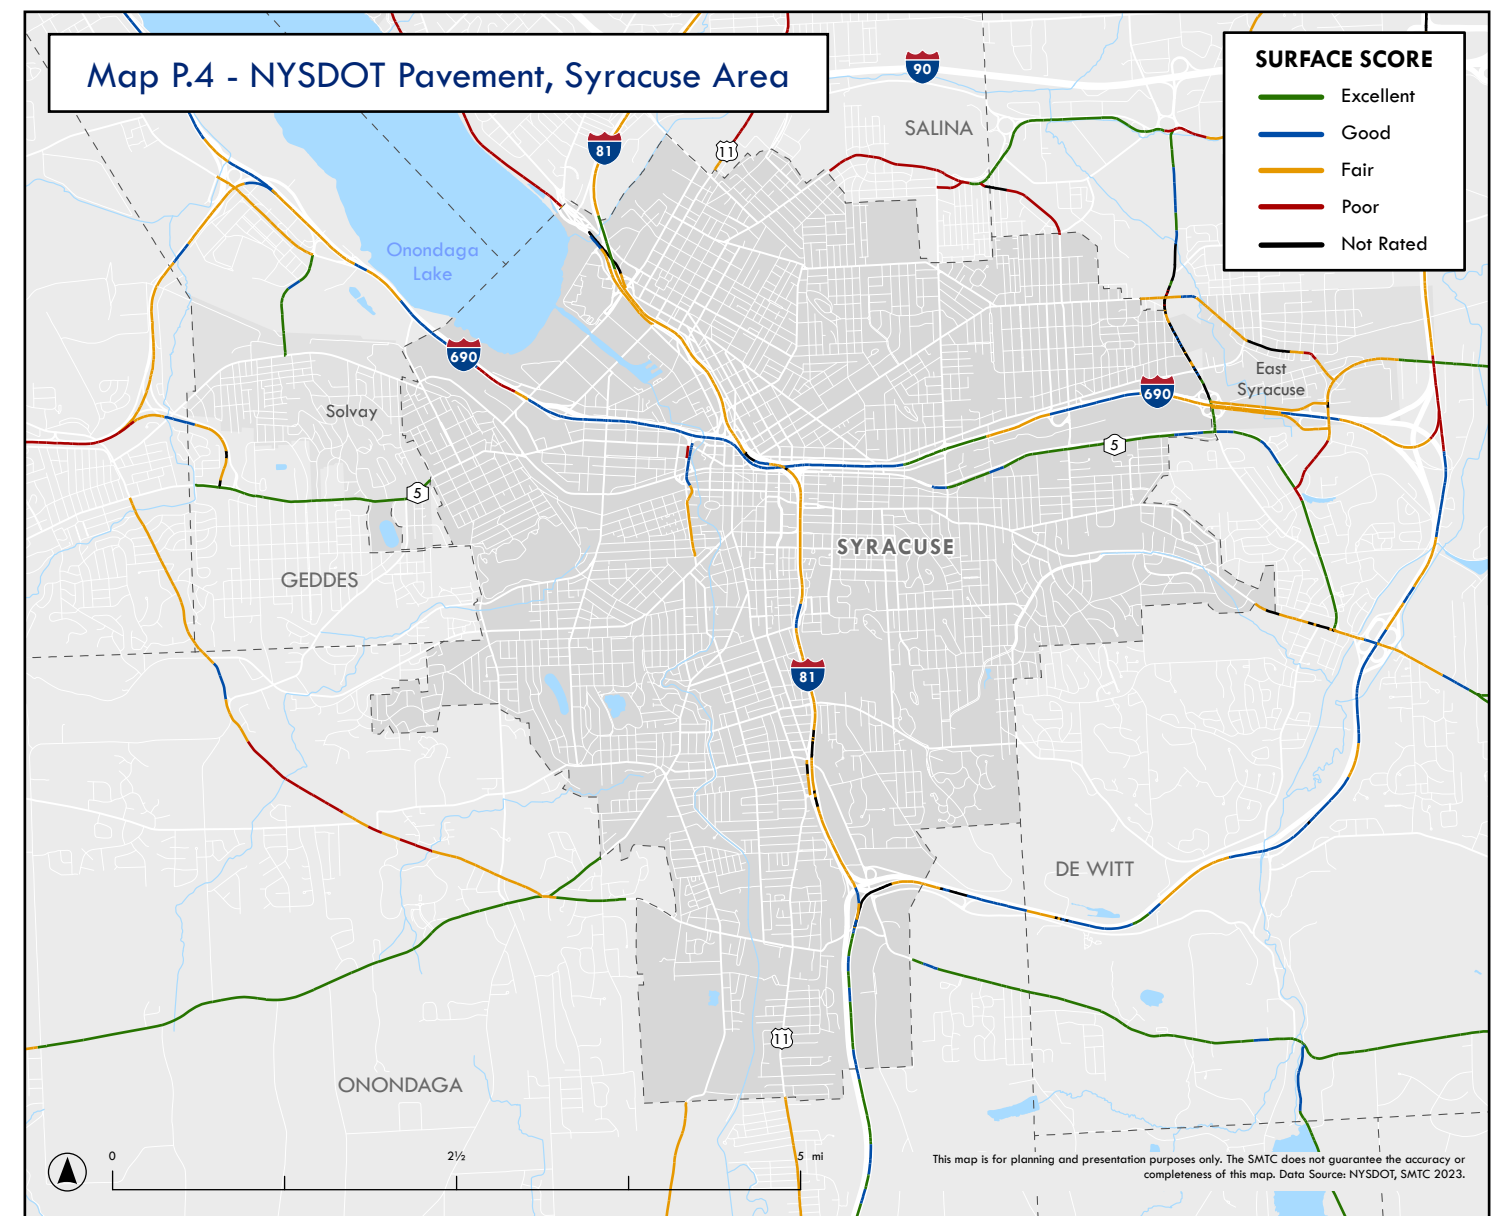 Map P.4 - NYSDOT Pavement, Syracuse Area
SURFACE SCORE
Excellent
Good
Fair
Poor
Not Rated
90
SALINA
81
11
Onondaga
Lake
690
East
Syracuse
690
Solvay
5
5
SYRACUSE
GEDDES
81
DE WITT
11
ONONDAGA
0
2½
5 mi
This map is for planning and presentation purposes only. The SMTC does not guarantee the accuracy or
completeness of this map. Data Source: NYSDOT, SMTC 2023.